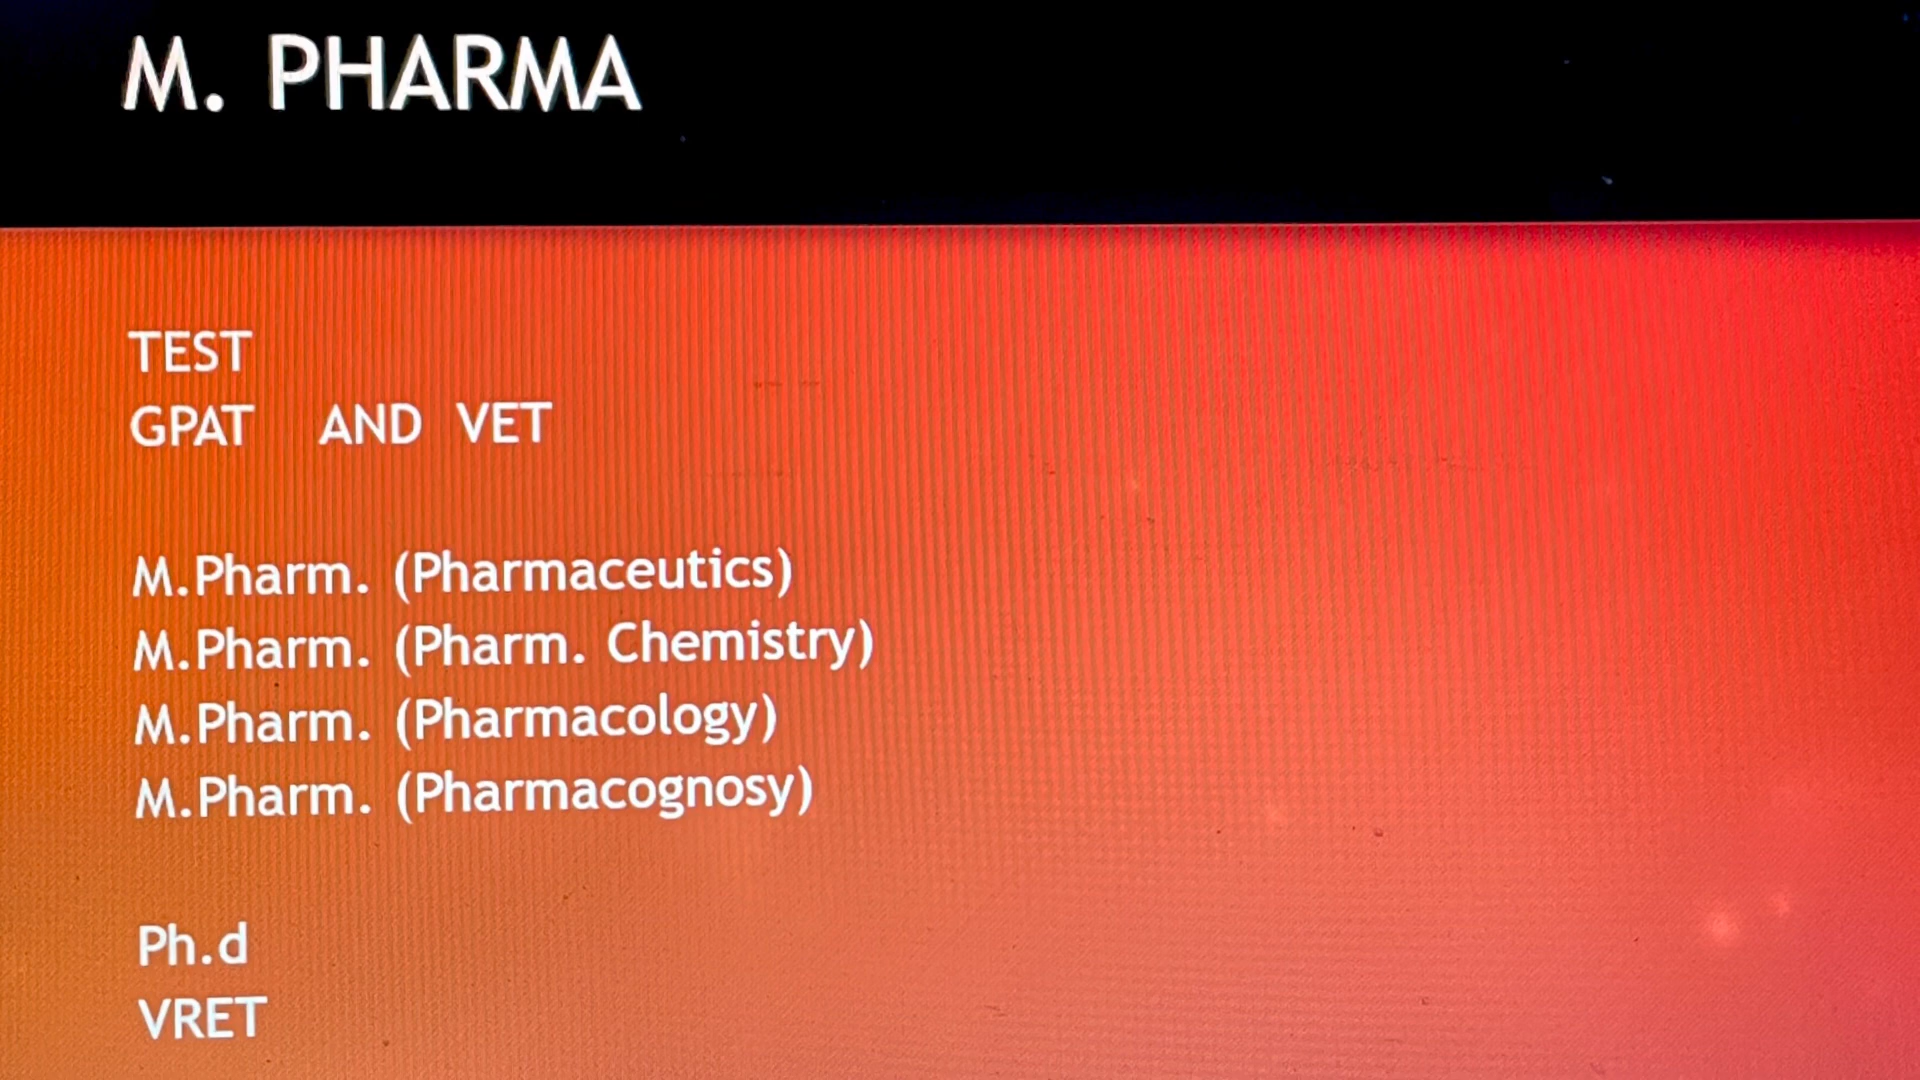 M. PHARMA
TEST
GPAT AND VET
M.Pharm. (Pharmaceutics)
M.Pharm. (Pharm. Chemistry)
M.Pharm. (Pharmacology)
M.Pharm. (Pharmacognosy)
Ph.d
VRET